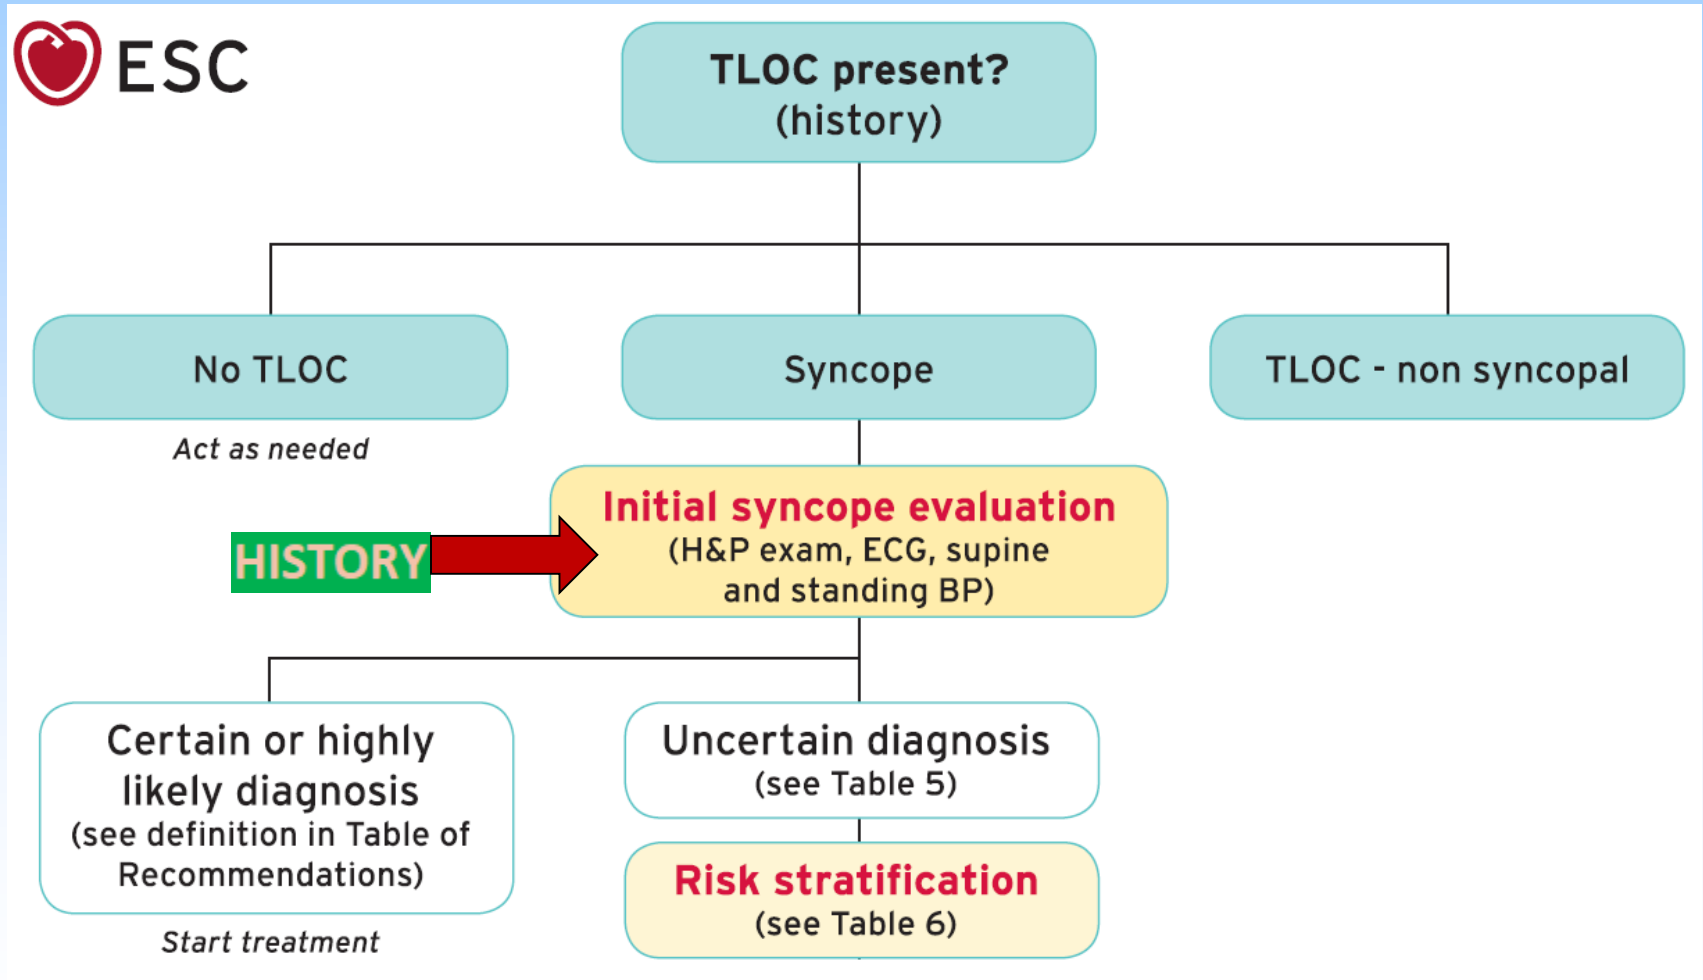 ESC
TLOC present?
(history)
No TLOC
Syncope
TLOC - non syncopal
Act as needed
HISTORY
Initial syncope evaluation
(H&P exam, ECG, supine
and standing BP)
Certain or highly
likely diagnosis
(see definition in Table of
Recommendations)
Start treatment
Uncertain diagnosis
(see Table 5)
Risk stratification
(see Table 6)